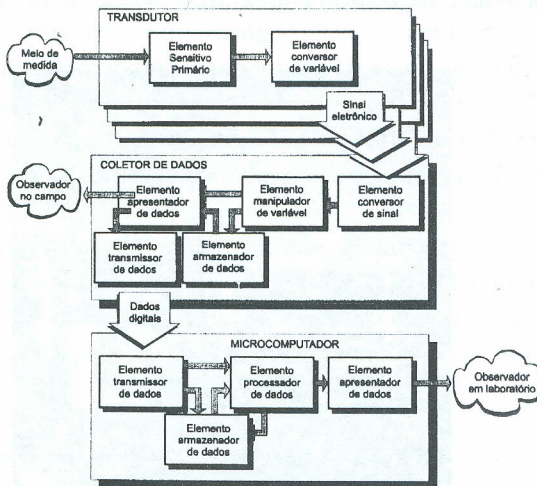 TRANSDUTOR
Meio de
medida
Elemento
Sensitivo
Primário
Elemento
conversor
de variável
Sinal
eletrônico
COLETOR DE DADOS
Observador
no campo
Elemento
apresentador
de dados
Elemento
manipulador
de variável
Elemento
conversor
de sinal
Elemento
transmissor
de dados
Elemento
armazenador
de dados
Dados
digitais
MICROCOMPUTADOR
Elemento
transmissor
de dados
Elemento
processador
de dados
Elemento
apresentador
de dados
Observador
em laboratório
Elemento
armazenador
de dados